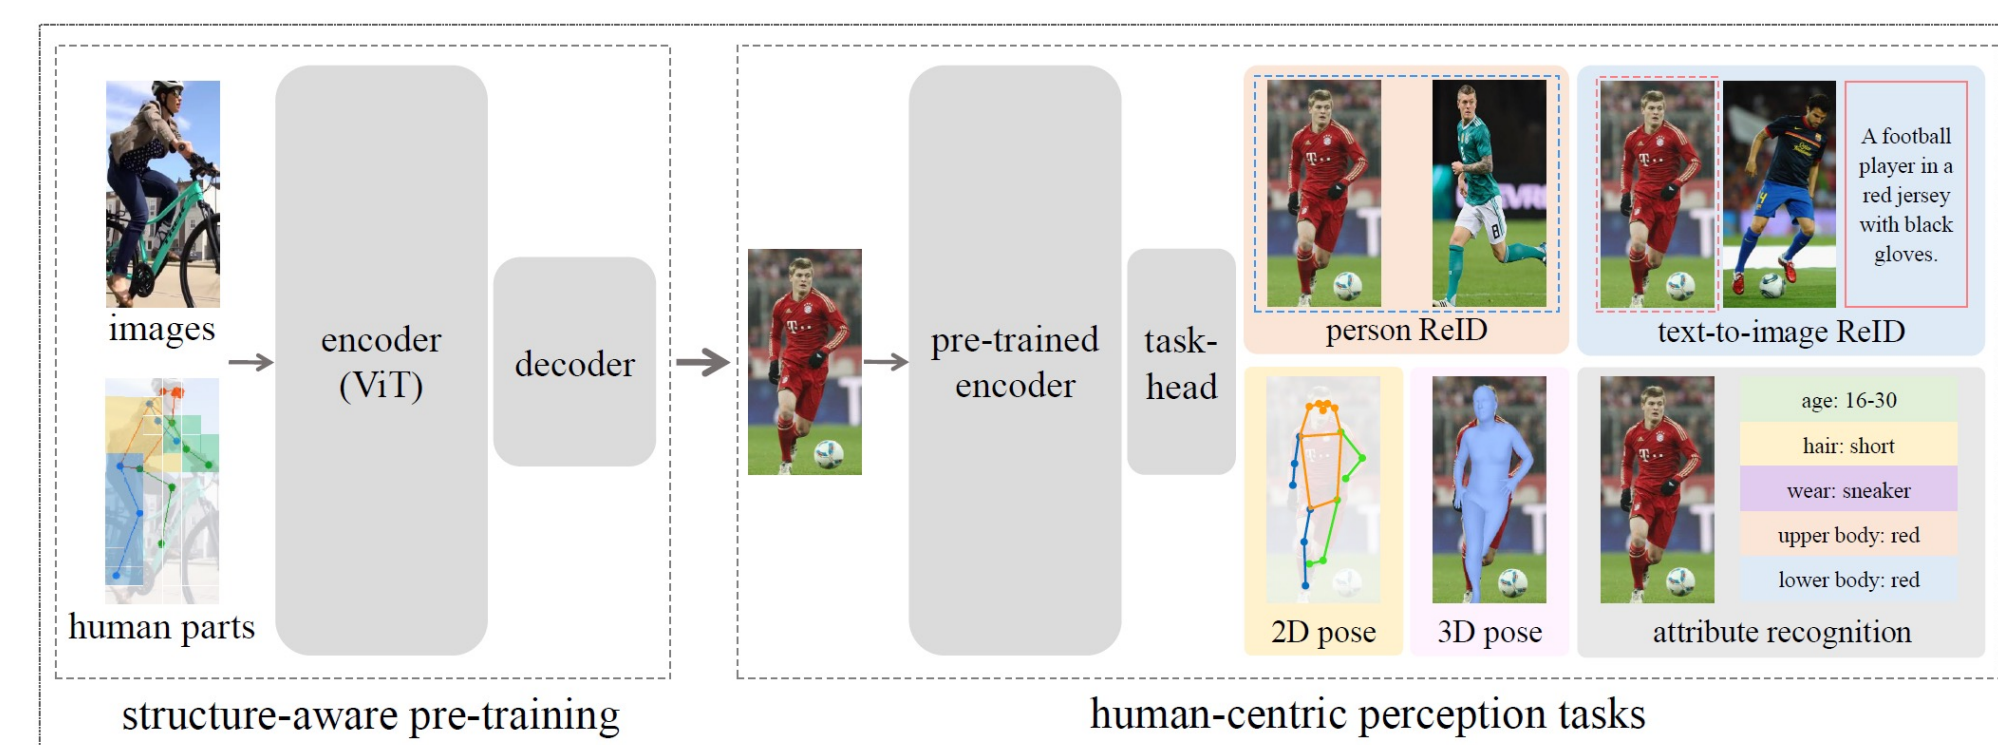 images
human parts
encoder
(ViT)
decoder
structure-aware pre-training
pre-trained
encoder
task-
head
person ReID
A football
player in a
red jersey
with black
gloves.
text-to-image ReID
2D pose
3D pose
age: 16-30
hair: short
wear: sneaker
upper body: red
lower body: red
attribute recognition
human-centric perception tasks